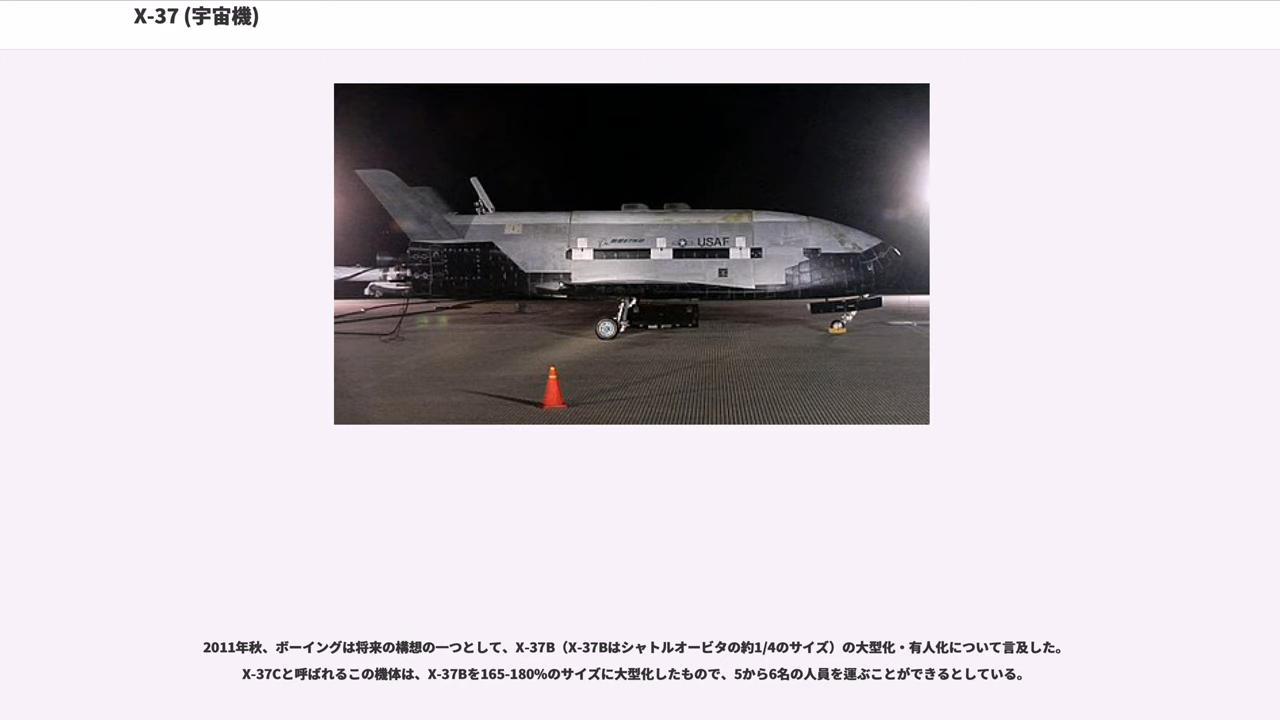 X-37 (宇宙機)
BOEING
USAF
2011年秋、ボーイングは将来の構想の一つとして、X-37B（X-37Bはシャトルオービタの約1/4のサイズ）の大型化・有人化について言及した。
X-37Cと呼ばれるこの機体は、X-37Bを165-180%のサイズに大型化したもので、5から6名の人員を運ぶことができるとしている。